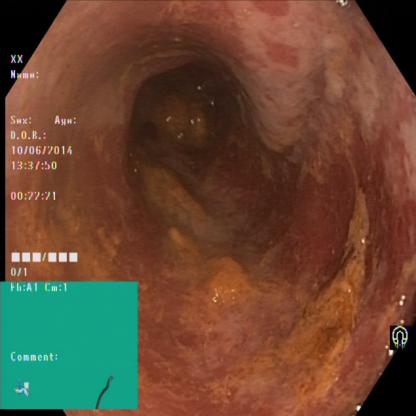 XX
Name:
Sex: Age:
D.O.B.:
10/06/2014
13:37:50
00:22:21
■■■/■■■
0/1
Eh:A1 Cm:1
Comment: